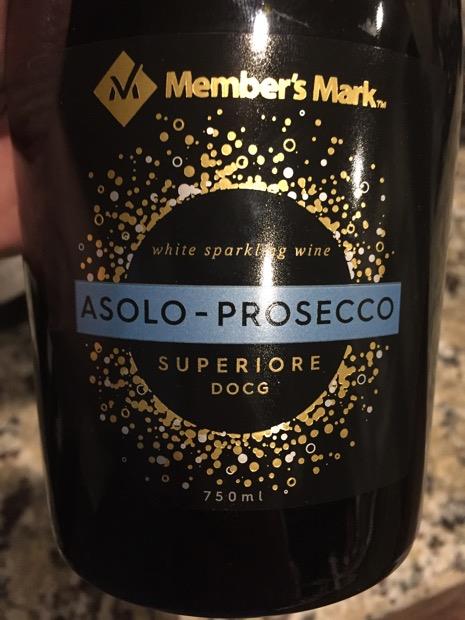 Member's Mark™
white sparkling wine
ASOLO-PROSECCO
SUPERIORE
DOCG
750ml